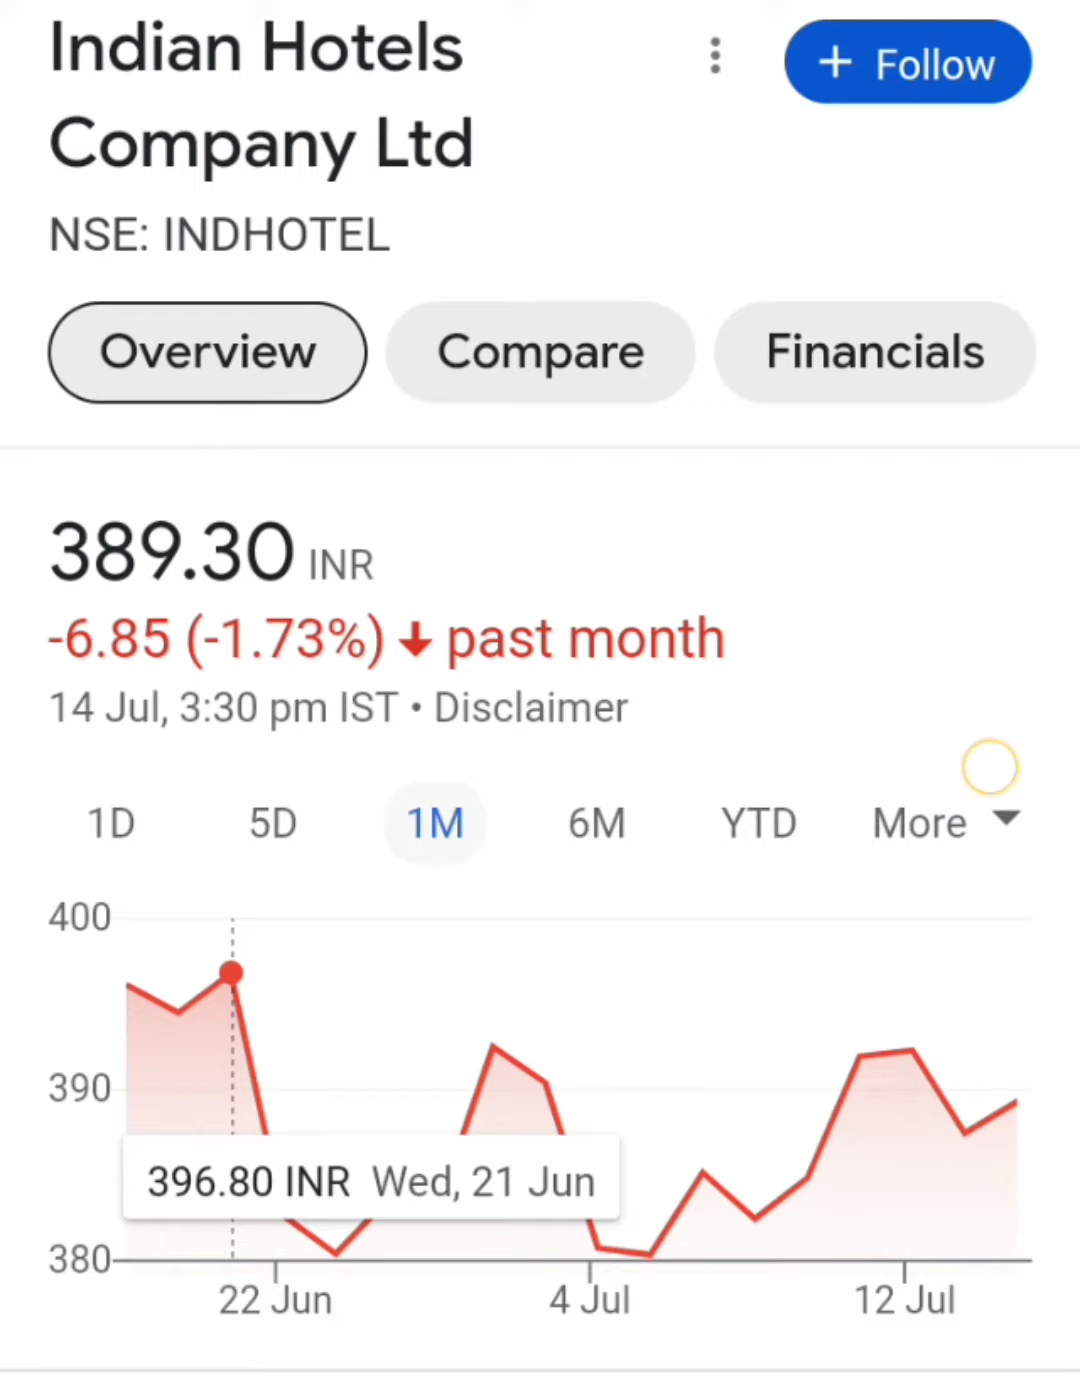 Indian Hotels
Company Ltd
+ Follow
NSE: INDHOTEL
Overview Compare Financials
389.30 INR
-6.85 (-1.73%) ↓ past month
14 Jul, 3:30 pm IST • Disclaimer
1D 5D 1M 6M YTD More
400
390
396.80 INR Wed, 21 Jun
380
22 Jun 4 Jul 12 Jul